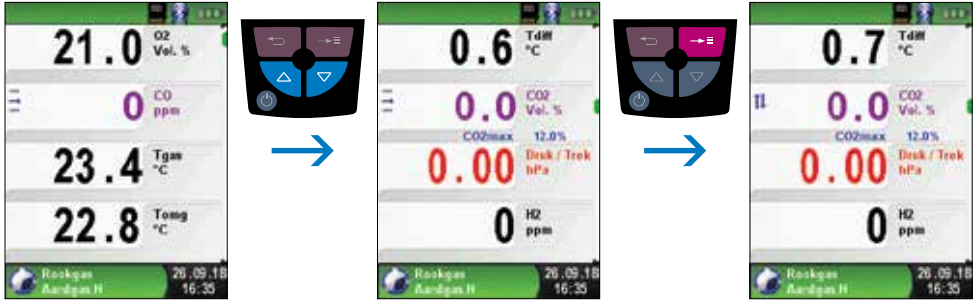 21.0 O2 Vol. %
0 CO ppm
23.4 Tgas °C
22.8 Tomg °C
Rookgas 26.09.18
Aardgas H 16:35
0.6 Tdiff °C
0.0 CO2 Vol. %
CO2max 12.0%
0.00 Druk / Trek hPa
0 H2 ppm
Rookgas 26.09.18
Aardgas H 16:35
0.7 Tdiff °C
0.0 CO2 Vol. %
CO2max 12.0%
0.00 Druk / Trek hPa
0 H2 ppm
Rookgas 26.09.18
Aardgas H 16:35